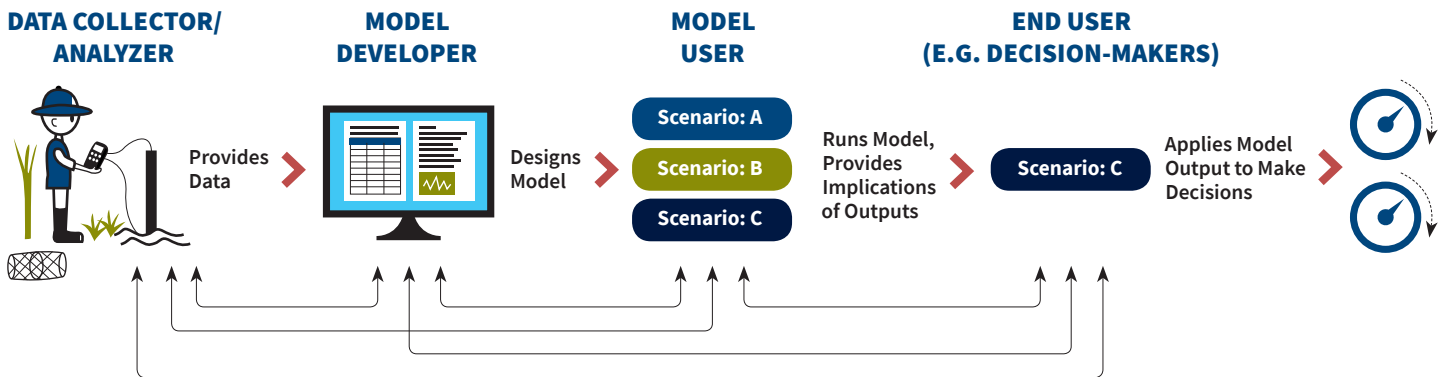 DATA COLLECTOR/
ANALYZER
MODEL
DEVELOPER
MODEL
USER
END USER
(E.G. DECISION-MAKERS)
Provides
Data
Designs
Model
Scenario: A
Scenario: B
Scenario: C
Runs Model,
Provides
Implications
of Outputs
Scenario: C
Applies Model
Output to Make
Decisions